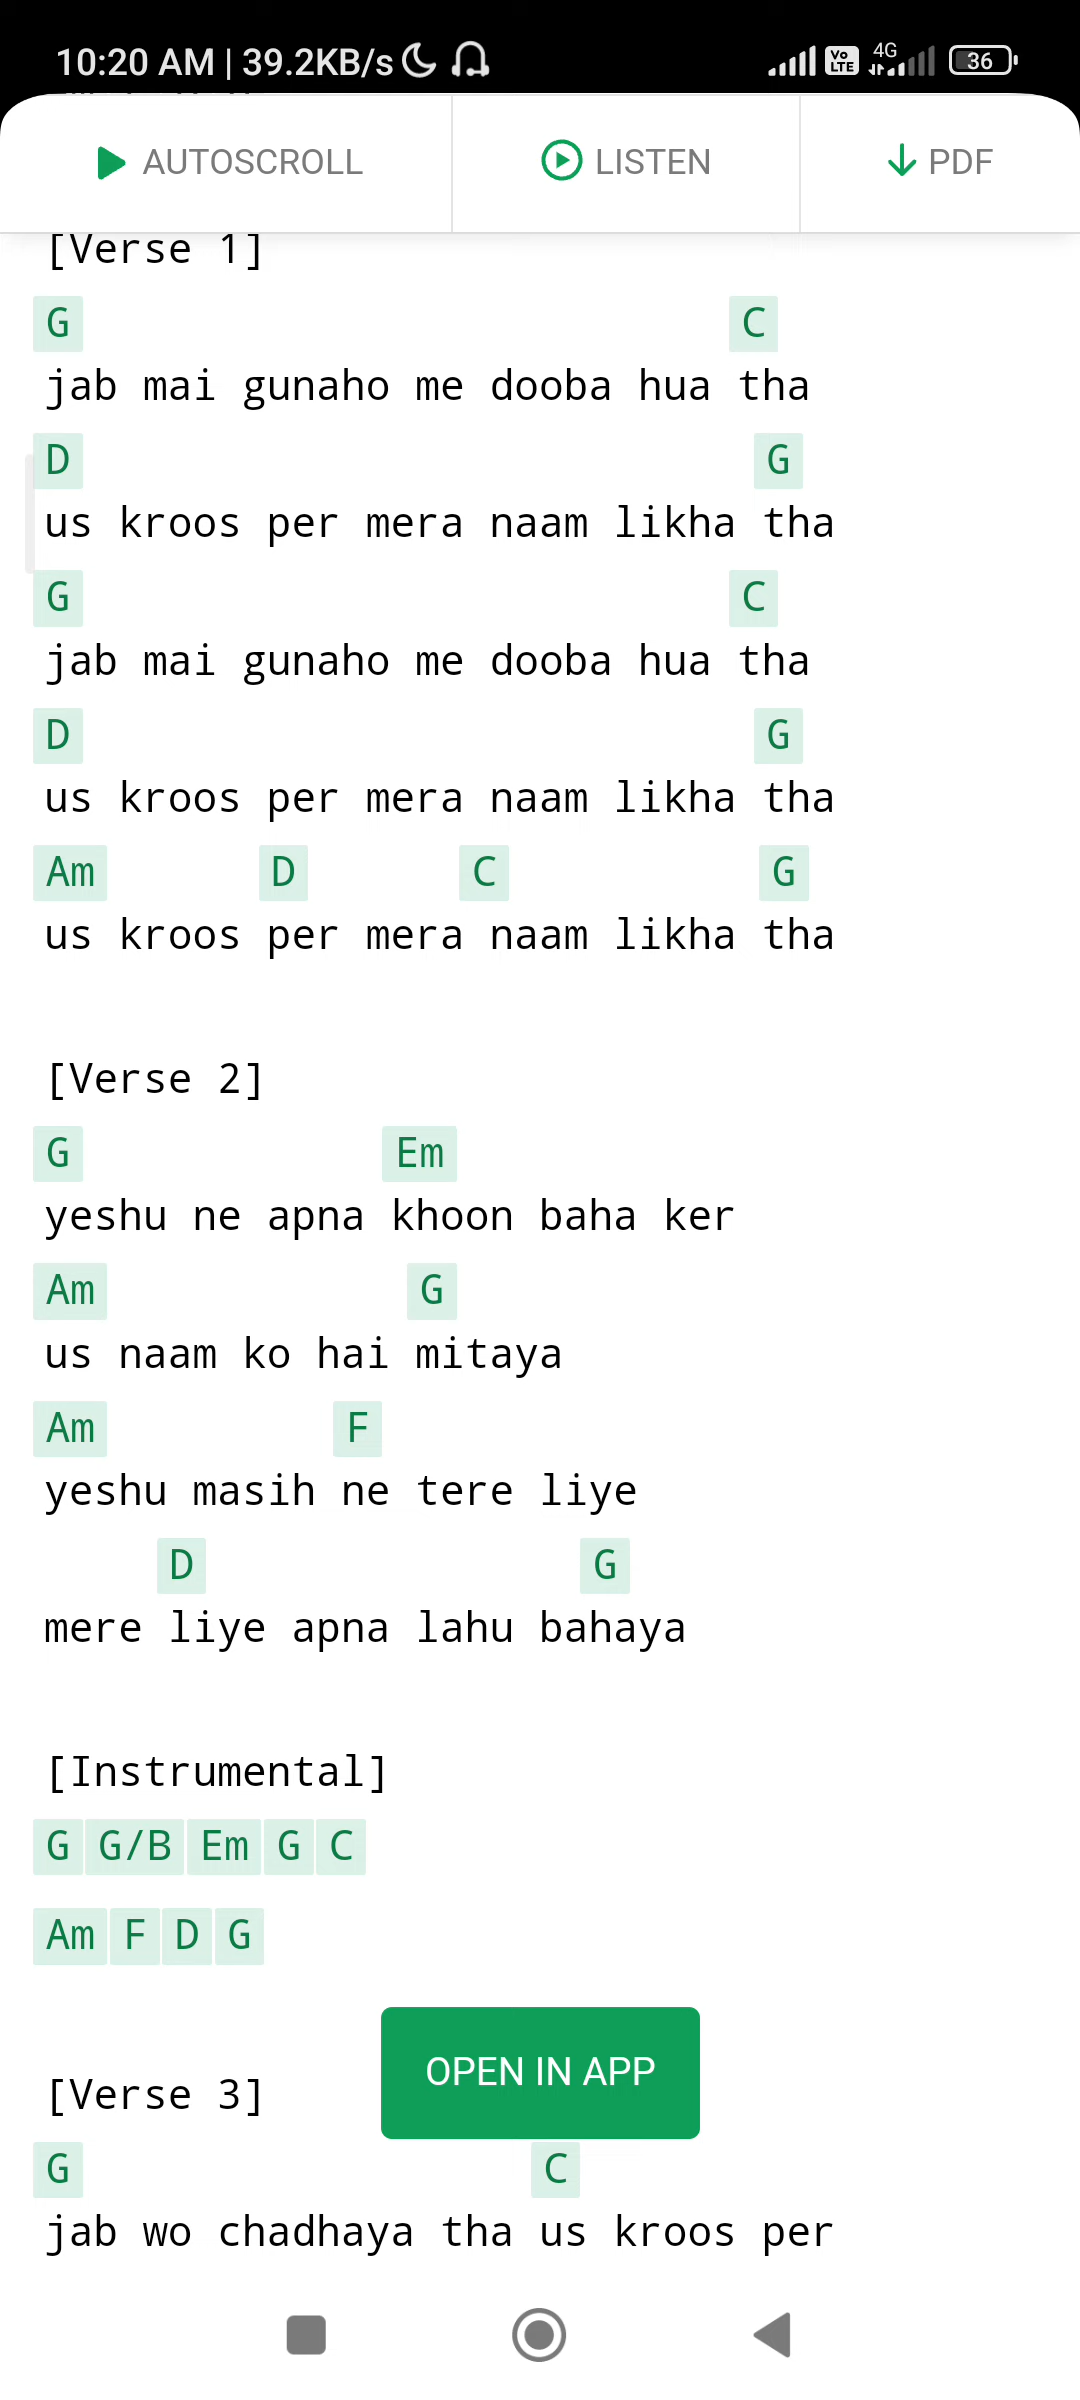 10:20 AM | 39.2KB/s Vo LTE 4G 36
AUTOSCROLL LISTEN PDF
[Verse 1]
G C
jab mai gunaho me dooba hua tha
D G
us kroos per mera naam likha tha
G C
jab mai gunaho me dooba hua tha
D G
us kroos per mera naam likha tha
Am D C G
us kroos per mera naam likha tha
[Verse 2]
G Em
yeshu ne apna khoon baha ker
Am G
us naam ko hai mitaya
Am F
yeshu masih ne tere liye
D G
mere liye apna lahu bahaya
[Instrumental]
G G/B Em G C
Am F D G
OPEN IN APP
[Verse 3]
G C
jab wo chadhaya tha us kroos per